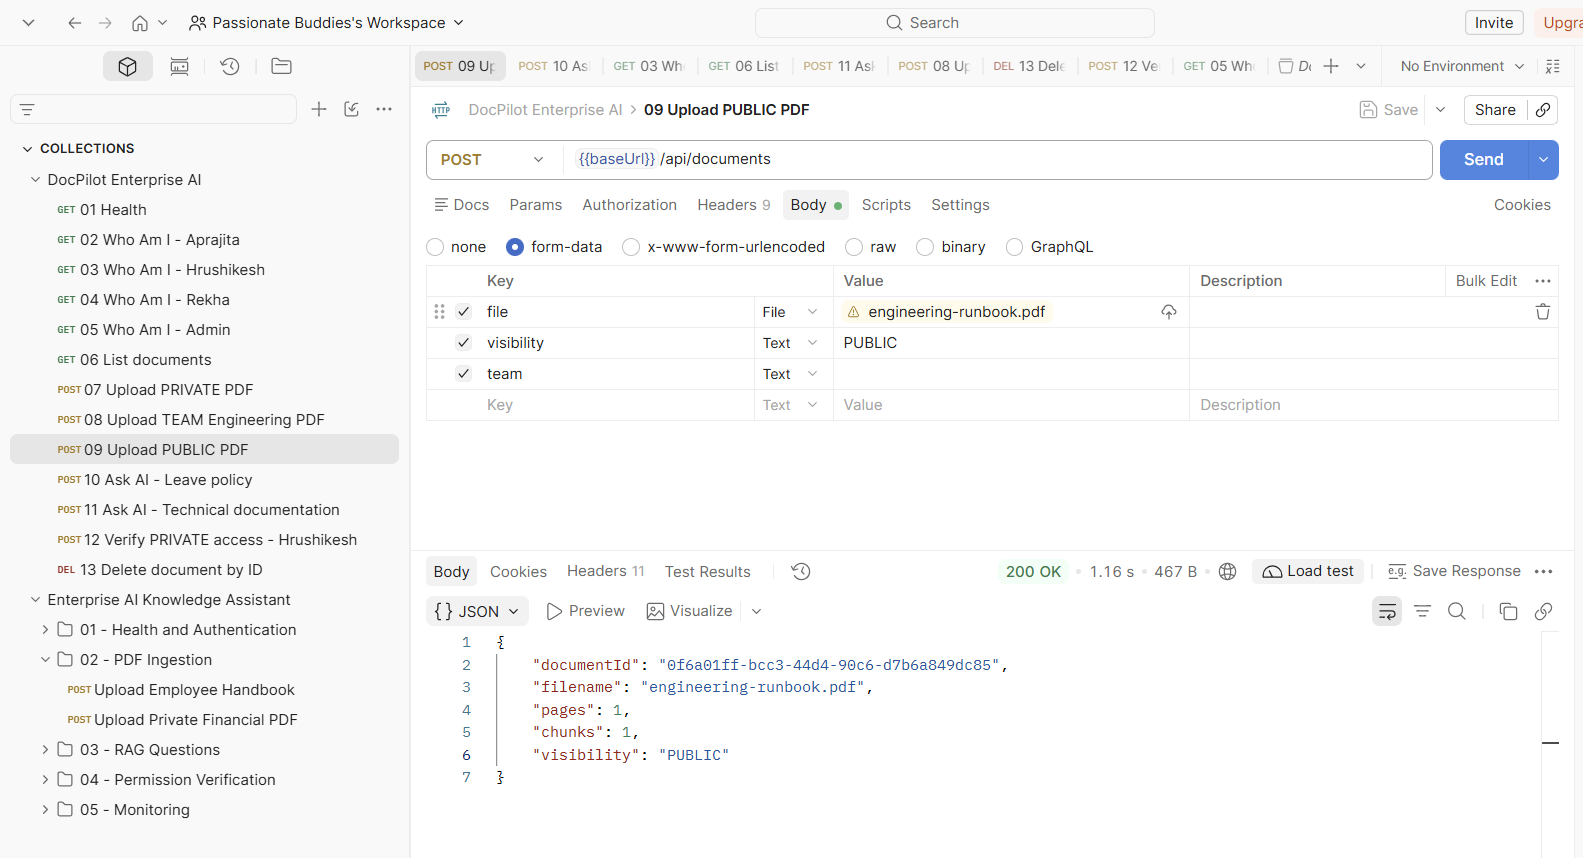 Passionate Buddies's Workspace
Search
Invite
Upgra
POST 09 Up
POST 10 As
GET 03 Wh
GET 06 List
POST 11 Ask
POST 08 Up
DEL 13 Dele
POST 12 Ve
GET 05 Who
No Environment
HTTP DocPilot Enterprise AI > 09 Upload PUBLIC PDF
Save
Share
COLLECTIONS
DocPilot Enterprise AI
GET 01 Health
GET 02 Who Am I - Aprajita
GET 03 Who Am I - Hrushikesh
GET 04 Who Am I - Rekha
GET 05 Who Am I - Admin
GET 06 List documents
POST 07 Upload PRIVATE PDF
POST 08 Upload TEAM Engineering PDF
POST 09 Upload PUBLIC PDF
POST 10 Ask AI - Leave policy
POST 11 Ask AI - Technical documentation
POST 12 Verify PRIVATE access - Hrushikesh
DEL 13 Delete document by ID
Enterprise AI Knowledge Assistant
01 - Health and Authentication
02 - PDF Ingestion
POST Upload Employee Handbook
POST Upload Private Financial PDF
03 - RAG Questions
04 - Permission Verification
05 - Monitoring
POST {{baseUrl}} /api/documents
Send
Docs Params Authorization Headers 9 Body Scripts Settings
Cookies
none form-data x-www-form-urlencoded raw binary GraphQL
Key Value Description Bulk Edit
file File engineering-runbook.pdf
visibility Text PUBLIC
team Text
Key Text Value Description
Body Cookies Headers 11 Test Results
200 OK 1.16 s 467 B
Load test
e.g. Save Response
{} JSON Preview Visualize
1 {
2 "documentId": "0f6a01ff-bcc3-44d4-90c6-d7b6a849dc85",
3 "filename": "engineering-runbook.pdf",
4 "pages": 1,
5 "chunks": 1,
6 "visibility": "PUBLIC"
7 }